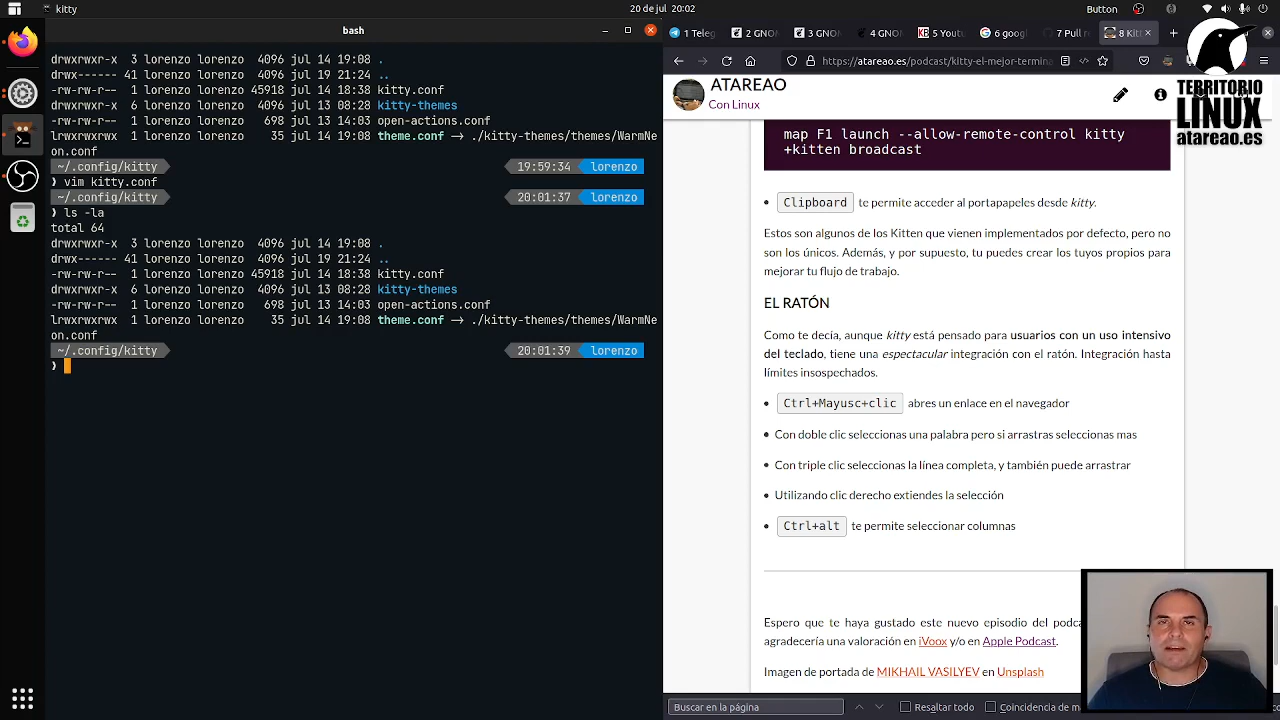 kitty
20 de jul
20:02
Button
bash
drwxrwxr-x 3 lorenzo lorenzo 4096 jul 14 19:08 .
drwx------ 41 lorenzo lorenzo 4096 jul 19 21:24 ..
-rw-rw-r-- 1 lorenzo lorenzo 45918 jul 14 18:38 kitty.conf
drwxrwxr-x 6 lorenzo lorenzo 4096 jul 13 08:28 kitty-themes
-rw-rw-r-- 1 lorenzo lorenzo 698 jul 13 14:03 open-actions.conf
lrwxrwxrwx 1 lorenzo lorenzo 35 jul 14 19:08 theme.conf -> ./kitty-themes/themes/WarmNe
on.conf
~/.config/kitty 19:59:34 lorenzo
❯ vim kitty.conf
~/.config/kitty 20:01:37 lorenzo
❯ ls -la
total 64
drwxrwxr-x 3 lorenzo lorenzo 4096 jul 14 19:08 .
drwx------ 41 lorenzo lorenzo 4096 jul 19 21:24 ..
-rw-rw-r-- 1 lorenzo lorenzo 45918 jul 14 18:38 kitty.conf
drwxrwxr-x 6 lorenzo lorenzo 4096 jul 13 08:28 kitty-themes
-rw-rw-r-- 1 lorenzo lorenzo 698 jul 13 14:03 open-actions.conf
lrwxrwxrwx 1 lorenzo lorenzo 35 jul 14 19:08 theme.conf -> ./kitty-themes/themes/WarmNe
on.conf
~/.config/kitty 20:01:39 lorenzo
❯
1 Teleg 2 GNO 3 GNO 4 GNO 5 Youtu 6 googl 7 Pull re 8 Kitt
https://atareao.es/podcast/kitty-el-mejor-termina
ATAREAO
Con Linux
TERRITORIO
LINUX
atareao.es
map F1 launch --allow-remote-control kitty
+kitten broadcast
• Clipboard te permite acceder al portapapeles desde kitty.
Estos son algunos de los Kitten que vienen implementados por defecto, pero no
son los únicos. Además, y por supuesto, tu puedes crear los tuyos propios para
mejorar tu flujo de trabajo.
EL RATÓN
Como te decía, aunque kitty está pensado para usuarios con un uso intensivo
del teclado, tiene una espectacular integración con el ratón. Integración hasta
límites insospechados.
• Ctrl+Mayusc+clic abres un enlace en el navegador
• Con doble clic seleccionas una palabra pero si arrastras seleccionas mas
• Con triple clic seleccionas la línea completa, y también puede arrastrar
• Utilizando clic derecho extiendes la selección
• Ctrl+alt te permite seleccionar columnas
Espero que te haya gustado este nuevo episodio del podca
agradecería una valoración en iVoox y/o en Apple Podcast.
Imagen de portada de MIKHAIL VASILYEV en Unsplash
Buscar en la página
Resaltar todo
Coincidencia de m